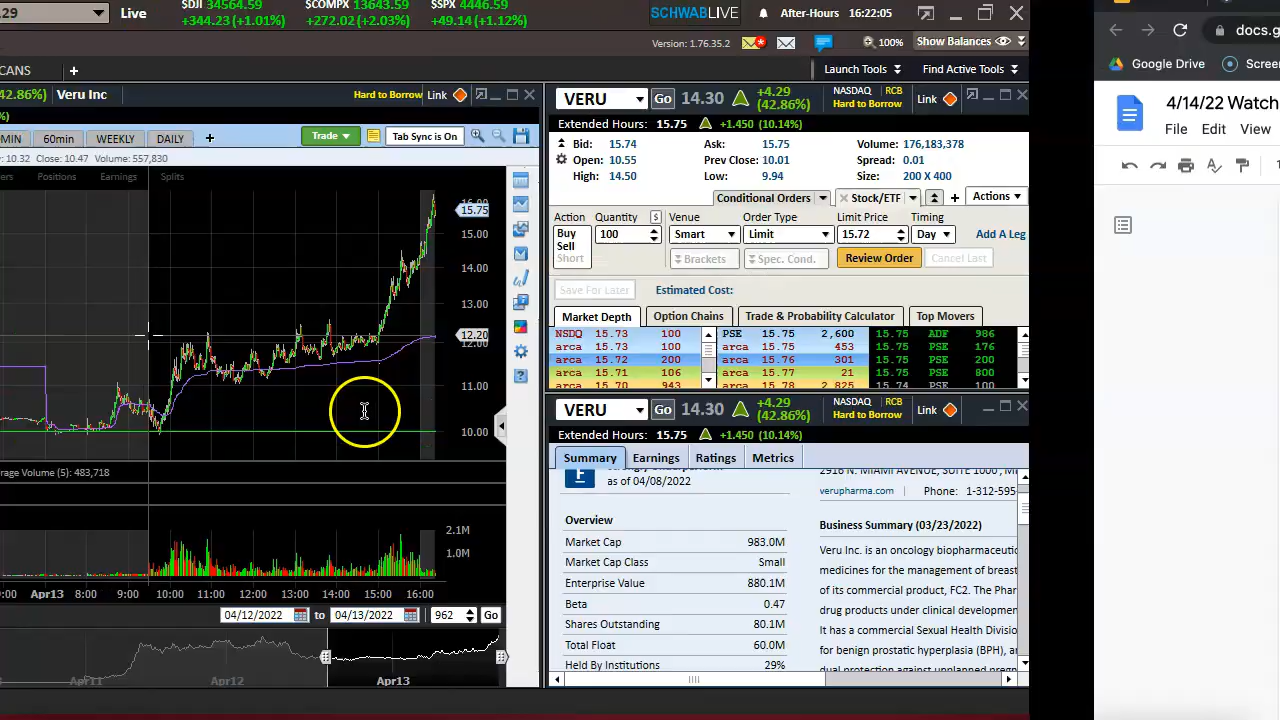 .29
Live
$DJI 34564.59
+344.23 (+1.01%)
$COMPX 13643.59
+272.02 (+2.03%)
$SPX 4446.59
+49.14 (+1.12%)
SCHWABLIVE
After-Hours
16:22:05
Version: 1.76.35.2
100%
Show Balances
CANS
+
Launch Tools
Find Active Tools
42.86%)
Veru Inc
Hard to Borrow
Link
60min
WEEKLY
DAILY
+
Trade
Tab Sync is On
10.32 Close: 10.47 Volume: 557,830
Positions
Earnings
Splits
15.75
15.00
14.00
13.00
12.20
11.00
10.00
rage Volume (5): 483,718
2.1M
1.0M
Apr13 8:00 9:00 10:00 11:00 12:00 13:00 14:00 15:00 16:00
04/12/2022 to 04/13/2022 962 Go
Apr11 Apr12 Apr13
VERU Go 14.30 +4.29
(42.86%)
NASDAQ RCB
Hard to Borrow
Link
Extended Hours: 15.75 +1.450 (10.14%)
Bid: 15.74 Ask: 15.75 Volume: 176,183,378
Open: 10.55 Prev Close: 10.01 Spread: 0.01
High: 14.50 Low: 9.94 Size: 200 X 400
Conditional Orders
Stock/ETF
+
Actions
Action Quantity $ Venue Order Type Limit Price Timing
Buy
Sell
Short
100 Smart Limit 15.72 Day Add A Leg
Brackets
Spec. Cond.
Review Order
Cancel Last
Save For Later
Estimated Cost:
Market Depth
Option Chains
Trade & Probability Calculator
Top Movers
NSDQ 15.73 100 PSE 15.75 2,600 15.75 ADF 986
arca 15.73 100 arca 15.75 453 15.75 PSE 176
arca 15.72 200 arca 15.76 301 15.75 PSE 200
arca 15.71 106 arca 15.77 21 15.75 PSE 800
arca 15.70 943 arca 15.78 2,825 14.74 PSE 100
VERU Go 14.30 +4.29
(42.86%)
NASDAQ RCB
Hard to Borrow
Link
Extended Hours: 15.75 +1.450 (10.14%)
Summary
Earnings
Ratings
Metrics
as of 04/08/2022
Overview
Market Cap 983.0M
Market Cap Class Small
Enterprise Value 880.1M
Beta 0.47
Shares Outstanding 80.1M
Total Float 60.0M
Held By Institutions 29%
2916 N. MIAMI AVENUE, SUITE 1000
verupharma.com | Phone: 1-312-595
Business Summary (03/23/2022)
Veru Inc. is an oncology biopharmaceutic
medicines for the management of breast
of its commercial product, FC2. The Phar
drug products under clinical developmen
It has a commercial Sexual Health Divisio
for benign prostatic hyperplasia (BPH), an
docs.g
Google Drive
Screen
4/14/22 Watch
File Edit View